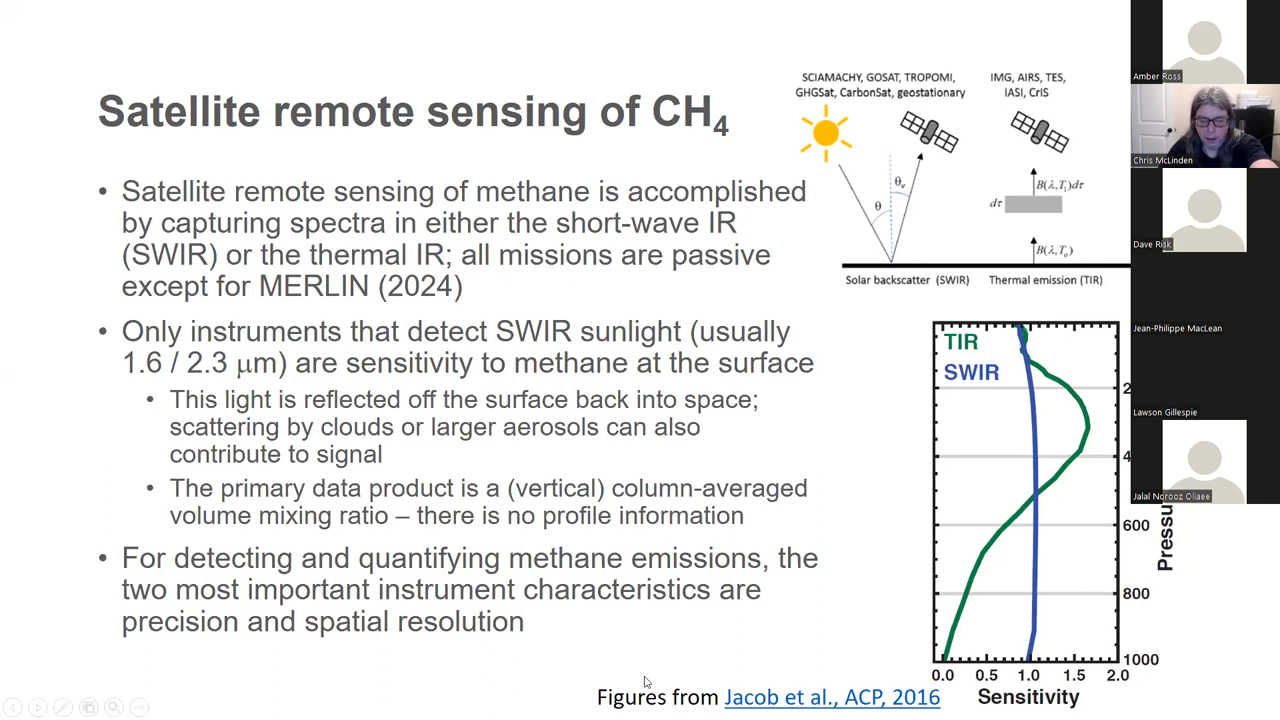 Satellite remote sensing of CH4
• Satellite remote sensing of methane is accomplished
by capturing spectra in either the short-wave IR
(SWIR) or the thermal IR; all missions are passive
except for MERLIN (2024)
• Only instruments that detect SWIR sunlight (usually
1.6 / 2.3 μm) are sensitivity to methane at the surface
• This light is reflected off the surface back into space;
scattering by clouds or larger aerosols can also
contribute to signal
• The primary data product is a (vertical) column-averaged
volume mixing ratio – there is no profile information
• For detecting and quantifying methane emissions, the
two most important instrument characteristics are
precision and spatial resolution
SCIAMACHY, GOSAT, TROPOMI,
GHGSat, CarbonSat, geostationary
IMG, AIRS, TES,
IASI, CrIS
θ
θv
B(λ,T1)dτ
dτ
B(λ,To)
Solar backscatter (SWIR)
Thermal emission (TIR)
TIR
SWIR
2
4
600
800
1000
Pressu
0.0 0.5 1.0 1.5 2.0
Sensitivity
Figures from Jacob et al., ACP, 2016
Amber Ross
Chris McLinden
Dave Risk
Jean-Philippe MacLean
Lawson Gillespie
Jalal Norooz Oliaee